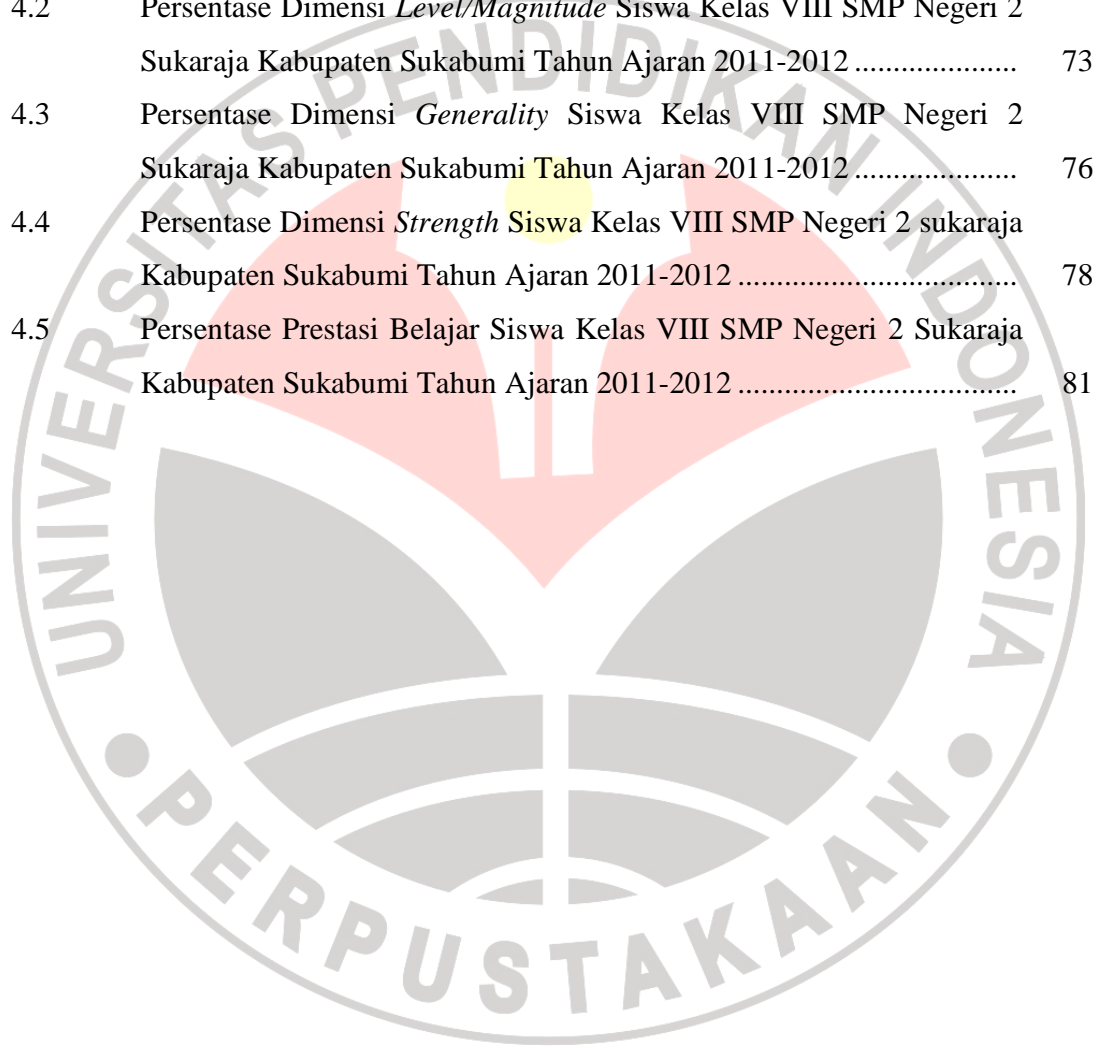 4.2 Persentase Dimensi Level/Magnitude Siswa Kelas VIII SMP Negeri 2
Sukaraja Kabupaten Sukabumi Tahun Ajaran 2011-2012 ..................... 73
4.3 Persentase Dimensi Generality Siswa Kelas VIII SMP Negeri 2
Sukaraja Kabupaten Sukabumi Tahun Ajaran 2011-2012 ..................... 76
4.4 Persentase Dimensi Strength Siswa Kelas VIII SMP Negeri 2 sukaraja
Kabupaten Sukabumi Tahun Ajaran 2011-2012 .................................... 78
4.5 Persentase Prestasi Belajar Siswa Kelas VIII SMP Negeri 2 Sukaraja
Kabupaten Sukabumi Tahun Ajaran 2011-2012 .................................... 81
UNIVERSITAS PENDIDIKAN INDONESIA
PERPUSTAKAAN